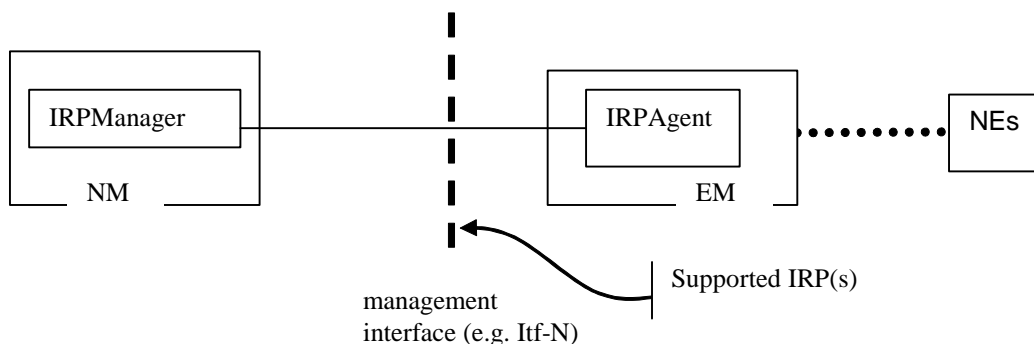 IRPManager
NM
IRPAgent
EM
NEs
Supported IRP(s)
management
interface (e.g. Itf-N)